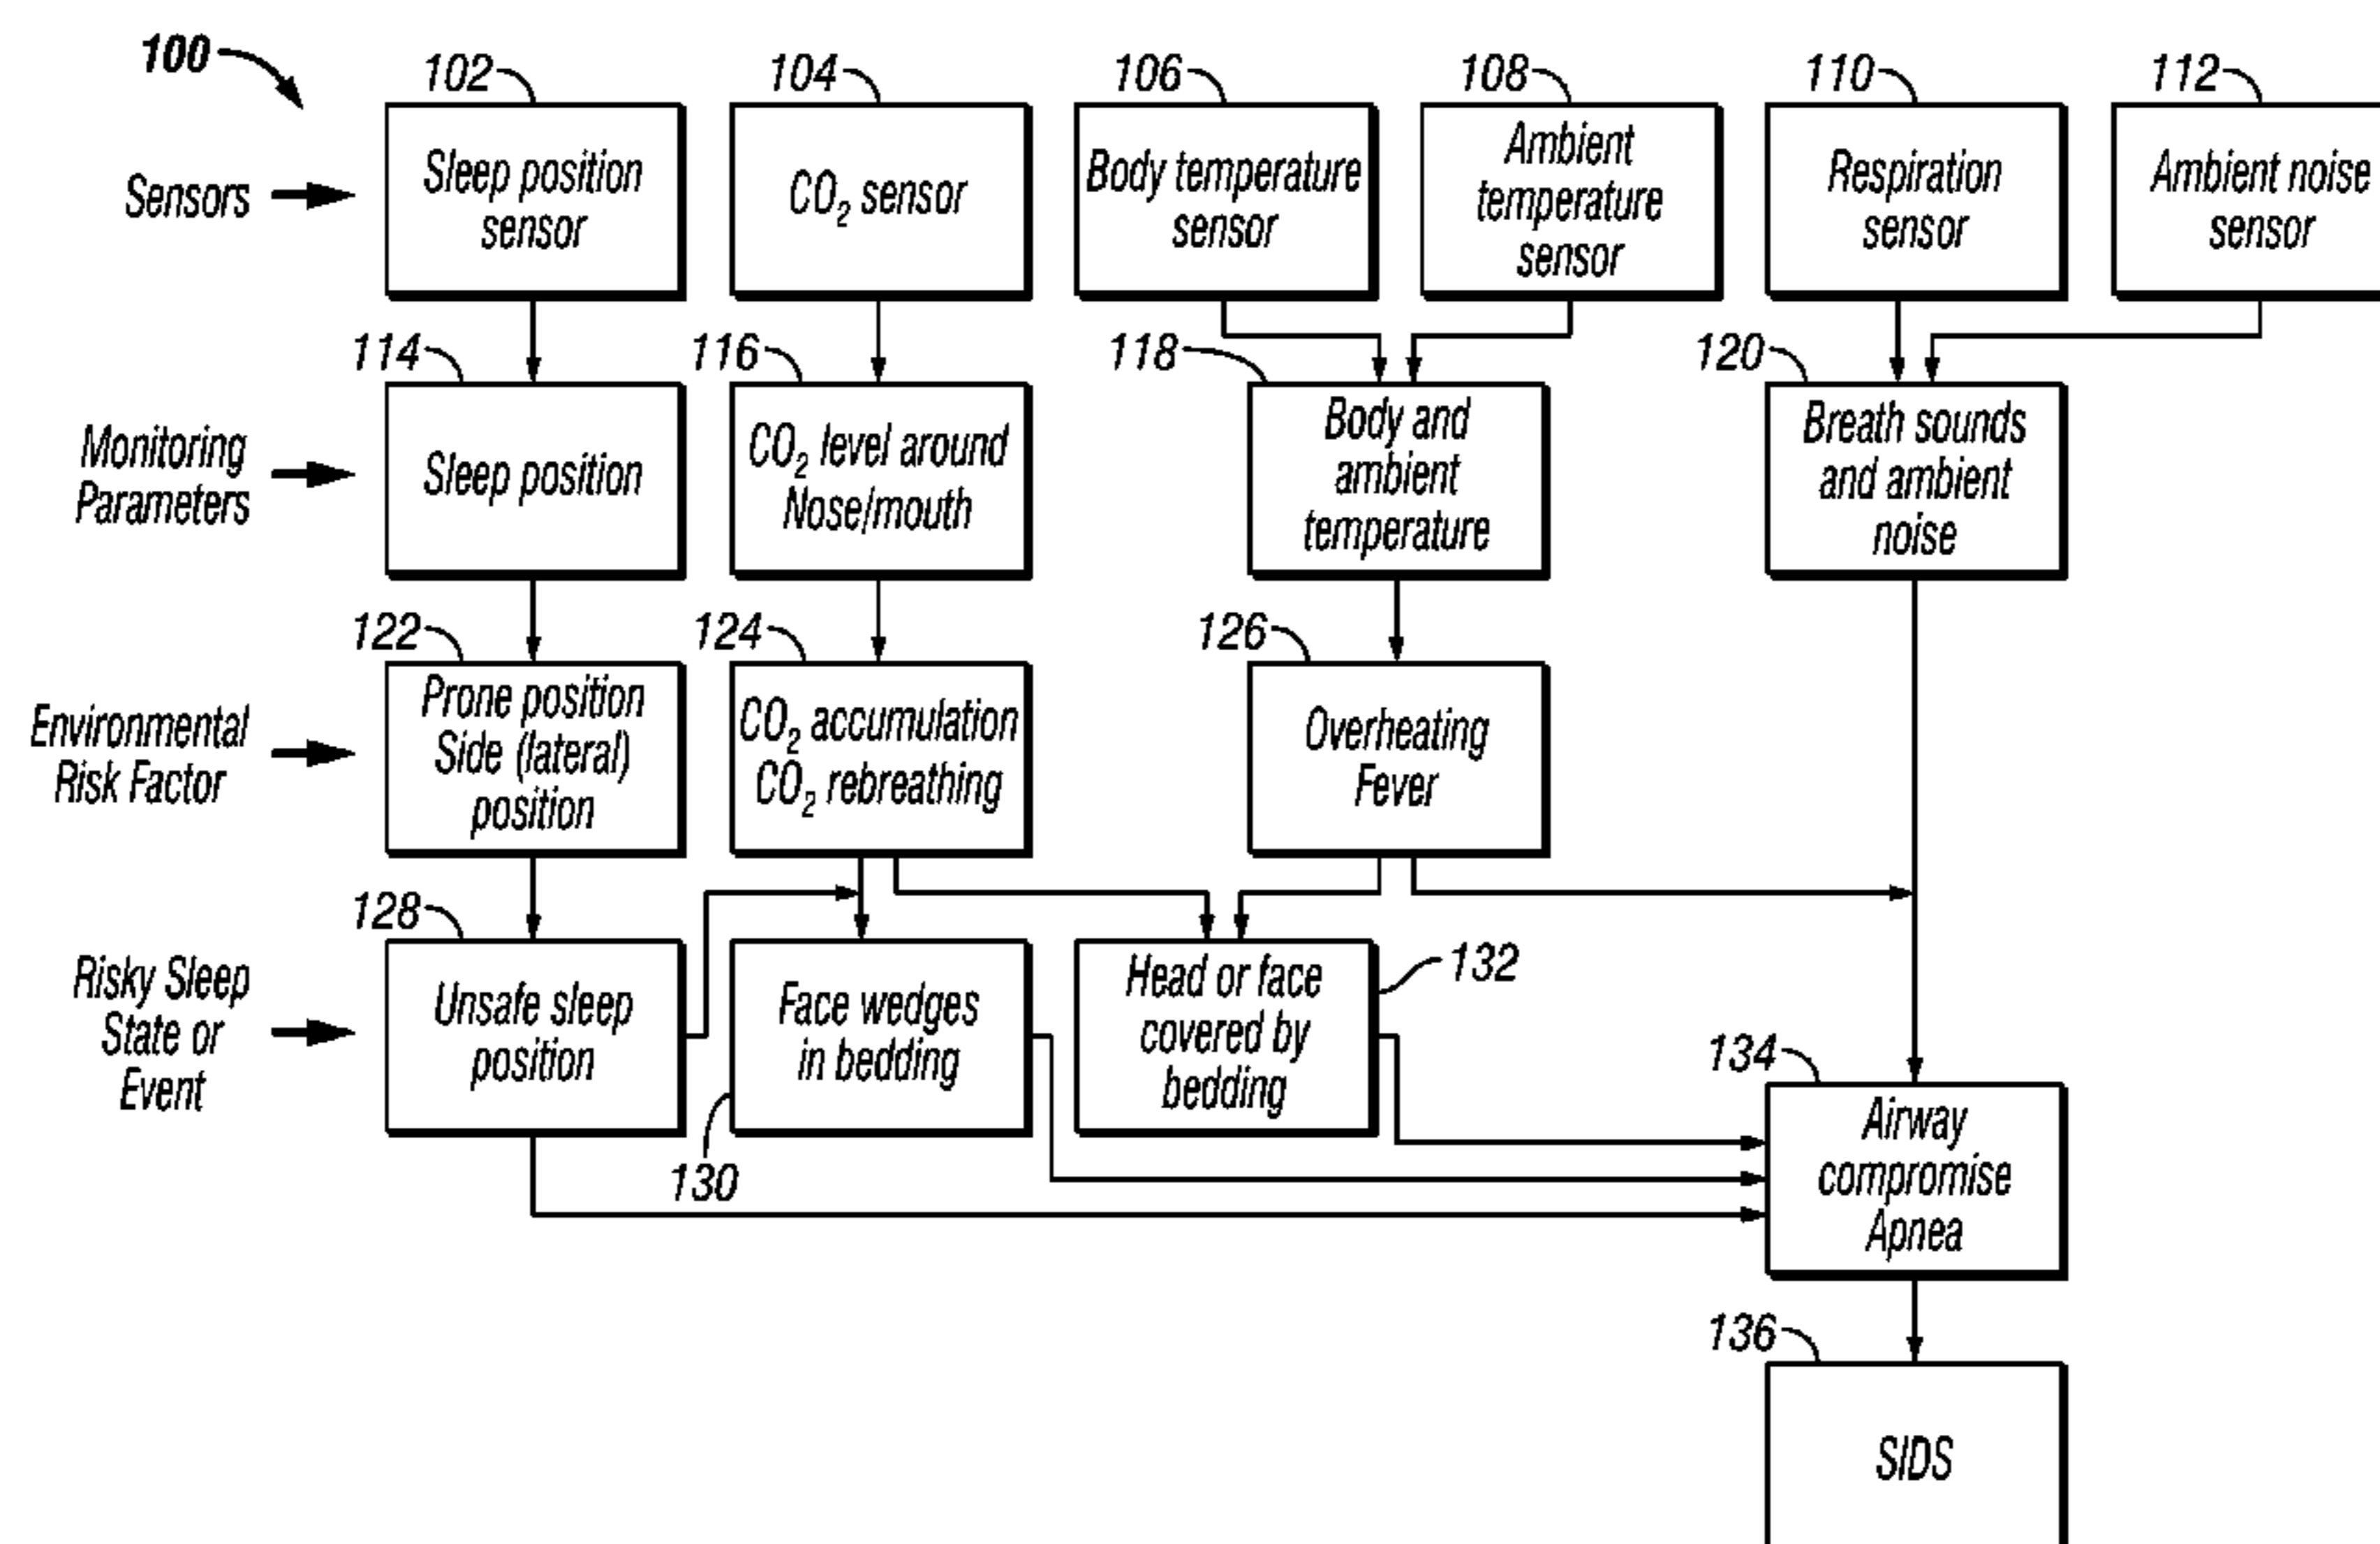 100
102
104
106
108
110
112
Sensors
Sleep position
sensor
CO₂ sensor
Body temperature
sensor
Ambient
temperature
sensor
Respiration
sensor
Ambient noise
sensor
114
116
118
120
Monitoring
Parameters
Sleep position
CO₂ level around
Nose/mouth
Body and
ambient
temperature
Breath sounds
and ambient
noise
122
124
126
Environmental
Risk Factor
Prone position
Side (lateral)
position
CO₂ accumulation
CO₂ rebreathing
Overheating
Fever
128
Risky Sleep
State or
Event
Unsafe sleep
position
Face wedges
in bedding
130
Head or face
covered by
bedding
132
134
Airway
compromise
Apnea
136
SIDS